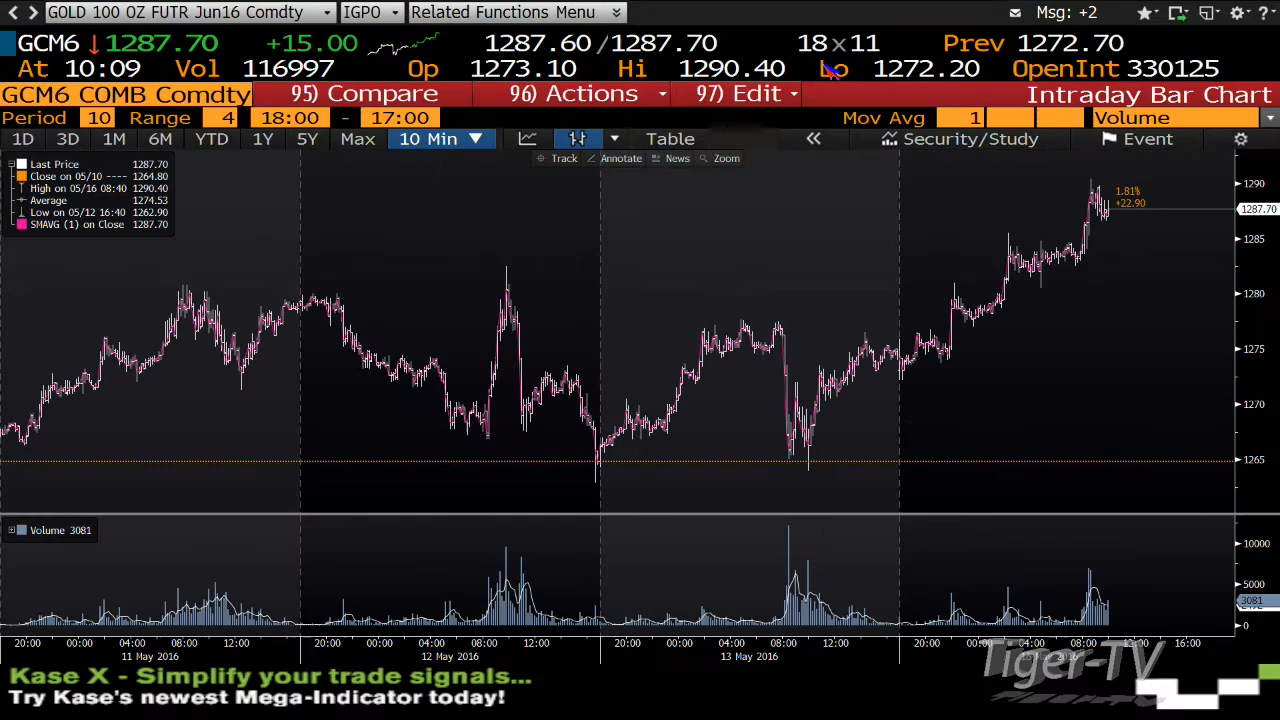 GOLD 100 OZ FUTR Jun16 Comdty IGPO Related Functions Menu Msg: +2
GCM6 1287.70 +15.00 1287.60/1287.70 18x11 Prev 1272.70
At 10:09 Vol 116997 Op 1273.10 Hi 1290.40 Lo 1272.20 OpenInt 330125
GCM6 COMB Comdty 95) Compare 96) Actions 97) Edit Intraday Bar Chart
Period 10 Range 4 18:00 - 17:00 Mov Avg 1 Volume
1D 3D 1M 6M YTD 1Y 5Y Max 10 Min Table Security/Study Event
Track Annotate News Zoom
Last Price 1287.70
Close on 05/10 ---- 1264.80
High on 05/16 08:40 1290.40
Average 1274.53
Low on 05/12 16:40 1262.90
SMAVG (1) on Close 1287.70
1.81%
+22.90
1290
1287.70
1285
1280
1275
1270
1265
Volume 3081
10000
5000
3081
0
20:00 00:00 04:00 08:00 12:00 20:00 00:00 04:00 08:00 12:00 20:00 00:00 04:00 08:00 12:00 20:00 00:00 04:00 08:00 12:00 16:00
11 May 2016 12 May 2016 13 May 2016 May 2016
Tiger-TV
Kase X - Simplify your trade signals...
Try Kase's newest Mega-Indicator today!